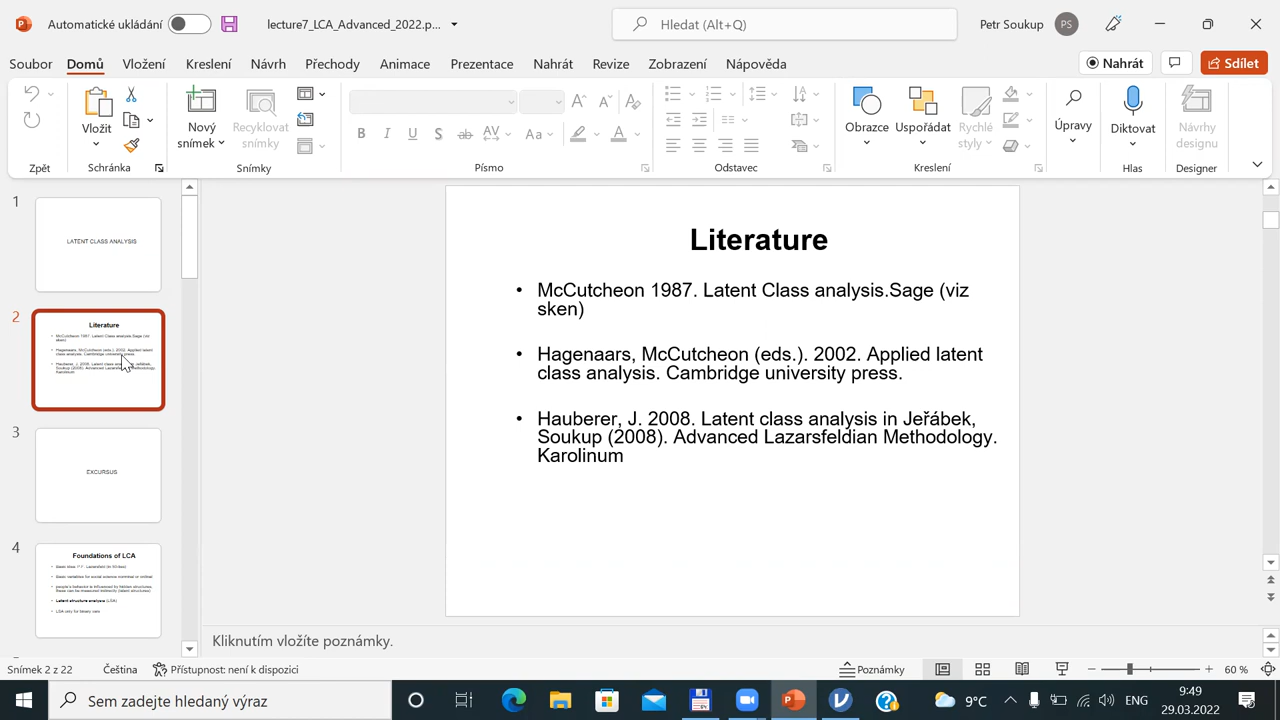 Automatické ukládání
lecture7_LCA_Advanced_2022.p...
Hledat (Alt+Q)
Petr Soukup
PS
Soubor
Domů
Vložení
Kreslení
Návrh
Přechody
Animace
Prezentace
Nahrát
Revize
Zobrazení
Nápověda
Nahrát
Sdílet
Vložit
Nový
snímek
Recyklovat
snímky
Obrazce
Uspořádat
Rychlé
styly
Úpravy
Diktovat
Návrhy
designu
Zpět
Schránka
Snímky
Písmo
Odstavec
Kreslení
Hlas
Designer
1
LATENT CLASS ANALYSIS
2
Literature
3
EXCURSUS
4
Foundations of LCA
Literature
• McCutcheon 1987. Latent Class analysis.Sage (viz
sken)
• Hagenaars, McCutcheon (eds.). 2002. Applied latent
class analysis. Cambridge university press.
• Hauberer, J. 2008. Latent class analysis in Jeřábek,
Soukup (2008). Advanced Lazarsfeldian Methodology.
Karolinum
Kliknutím vložíte poznámky.
Snímek 2 z 22
Čeština
Přístupnost: není k dispozici
Poznámky
60 %
Sem zadejte hledaný výraz
9°C
ENG
9:49
29.03.2022